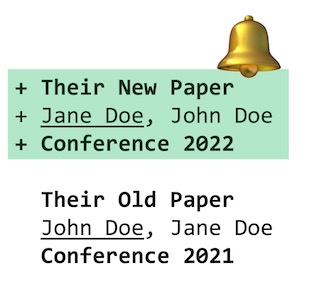 + Their New Paper
+ Jane Doe, John Doe
+ Conference 2022
Their Old Paper
John Doe, Jane Doe
Conference 2021